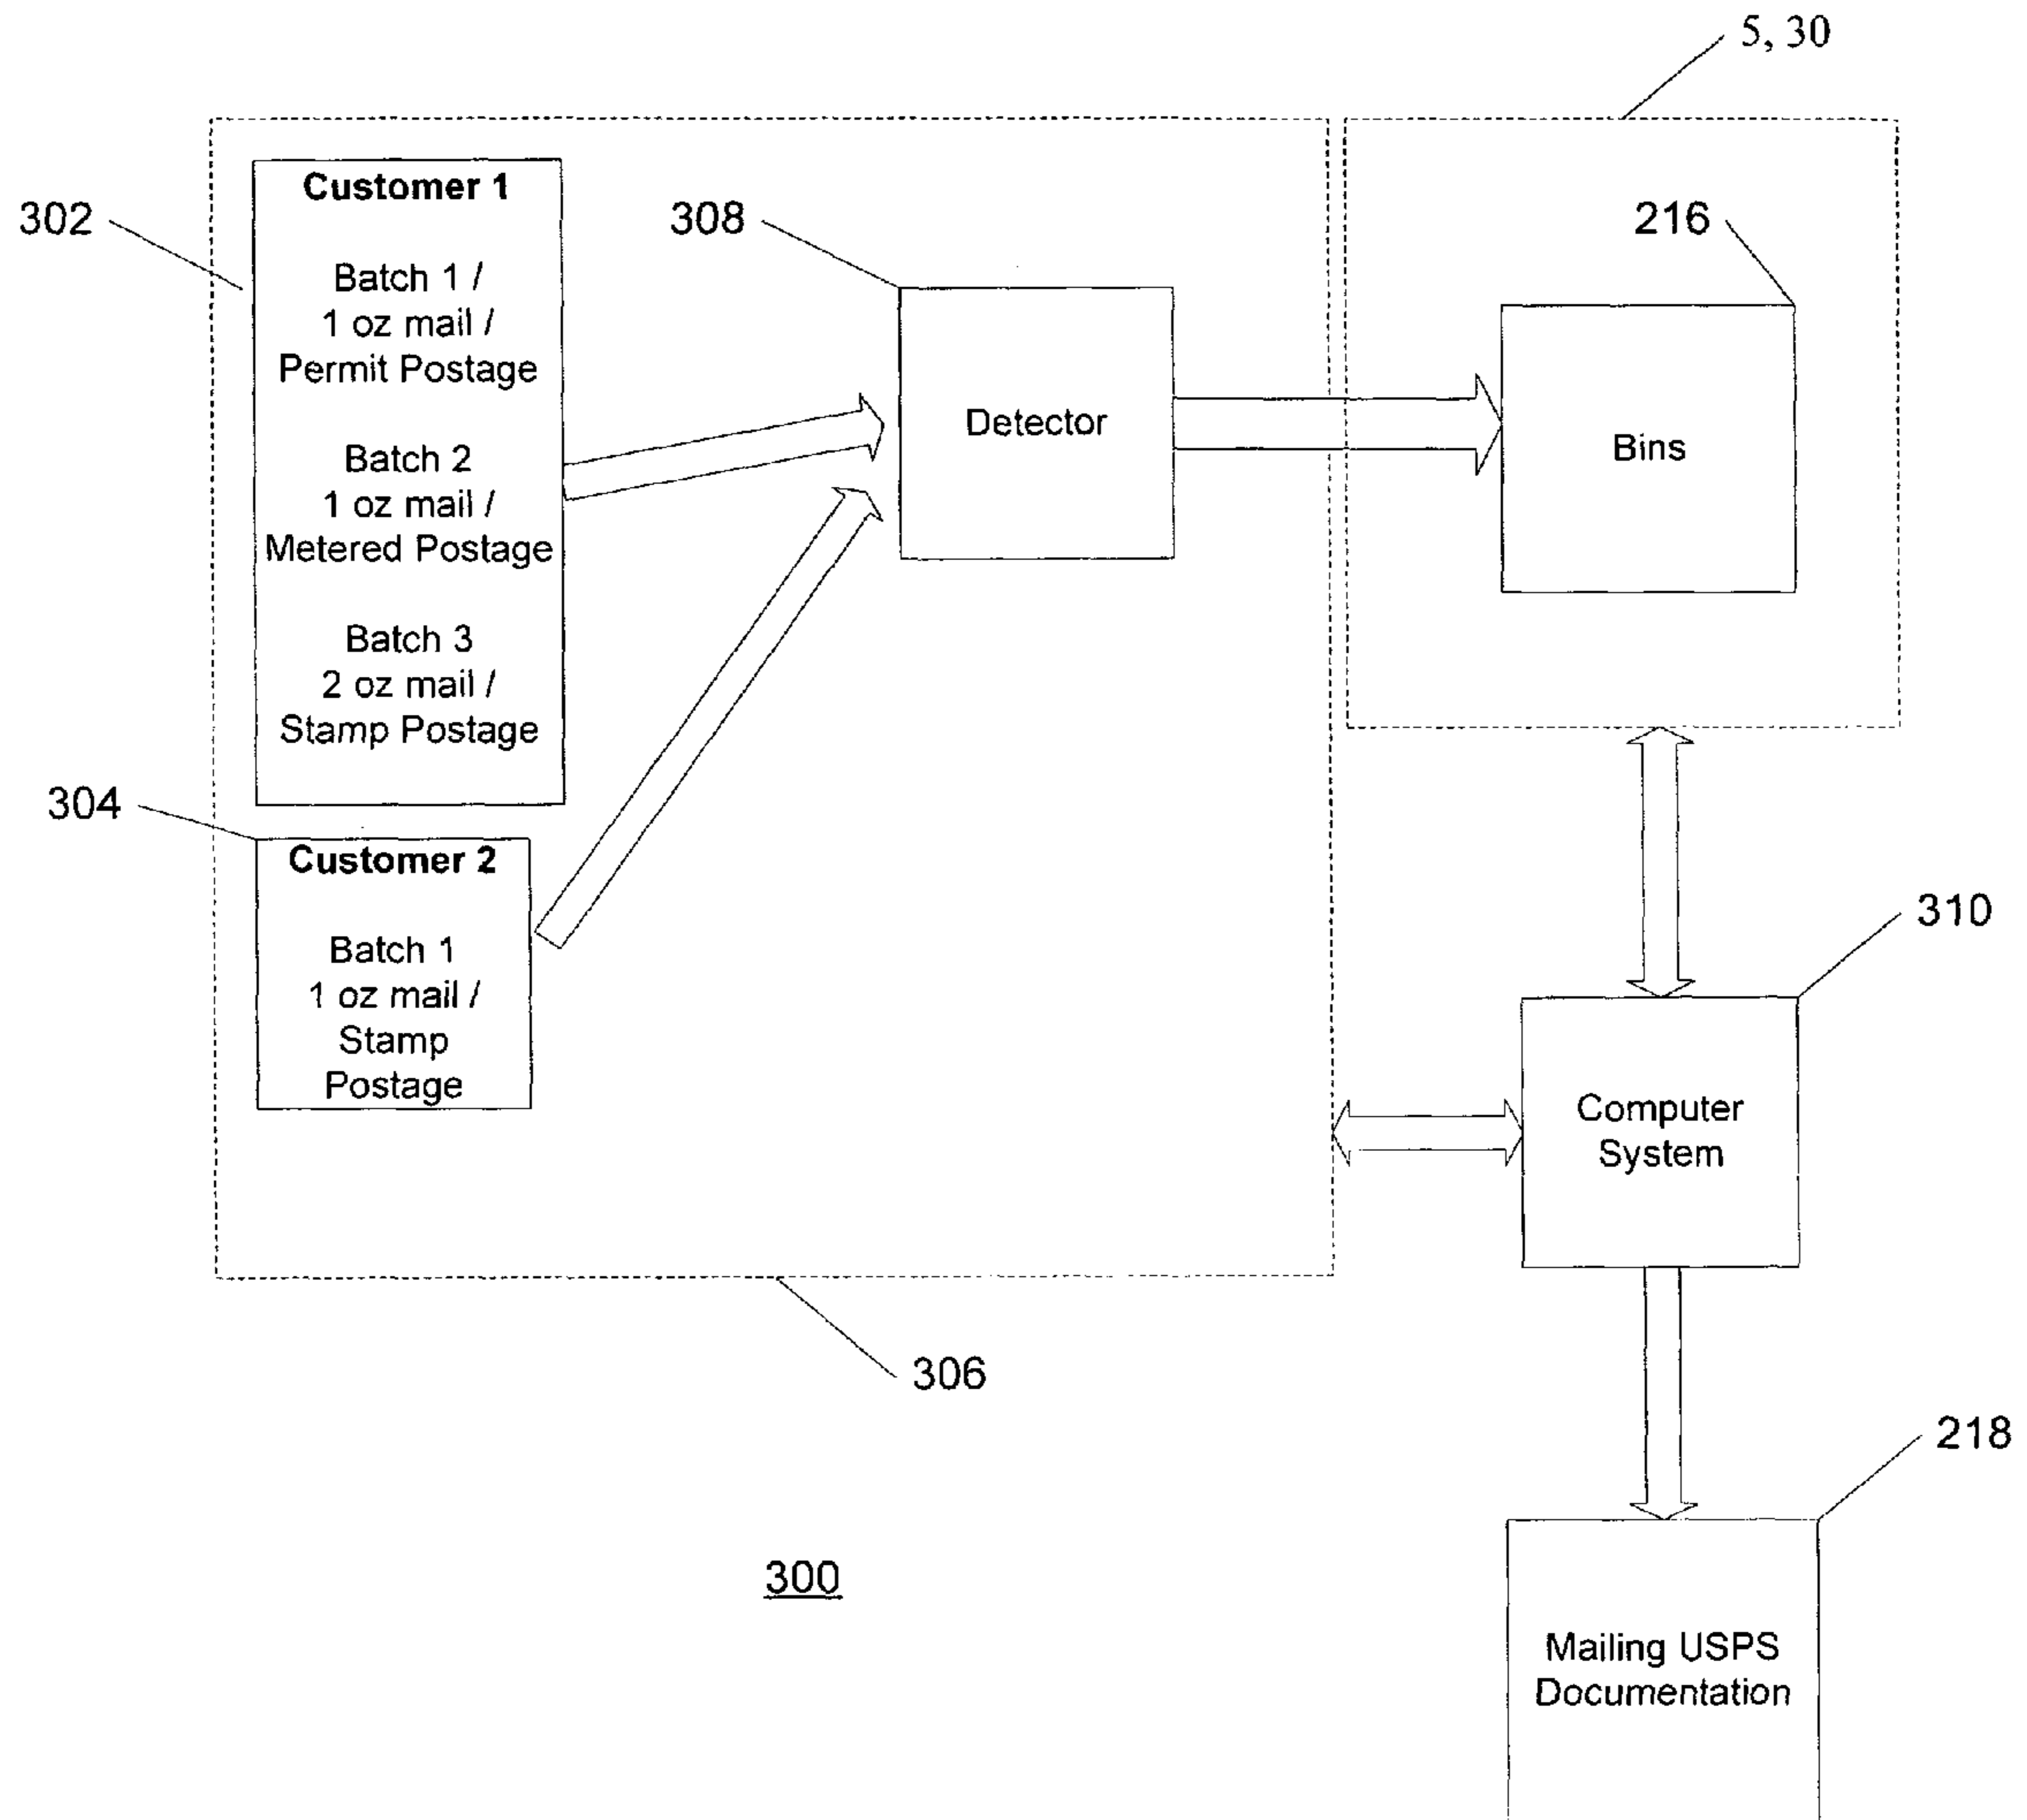 5, 30
302
Customer 1
Batch 1 /
1 oz mail /
Permit Postage
Batch 2
1 oz mail /
Metered Postage
Batch 3
2 oz mail /
Stamp Postage
308
Detector
216
Bins
304
Customer 2
Batch 1
1 oz mail /
Stamp
Postage
310
Computer
System
306
218
Mailing USPS
Documentation
300